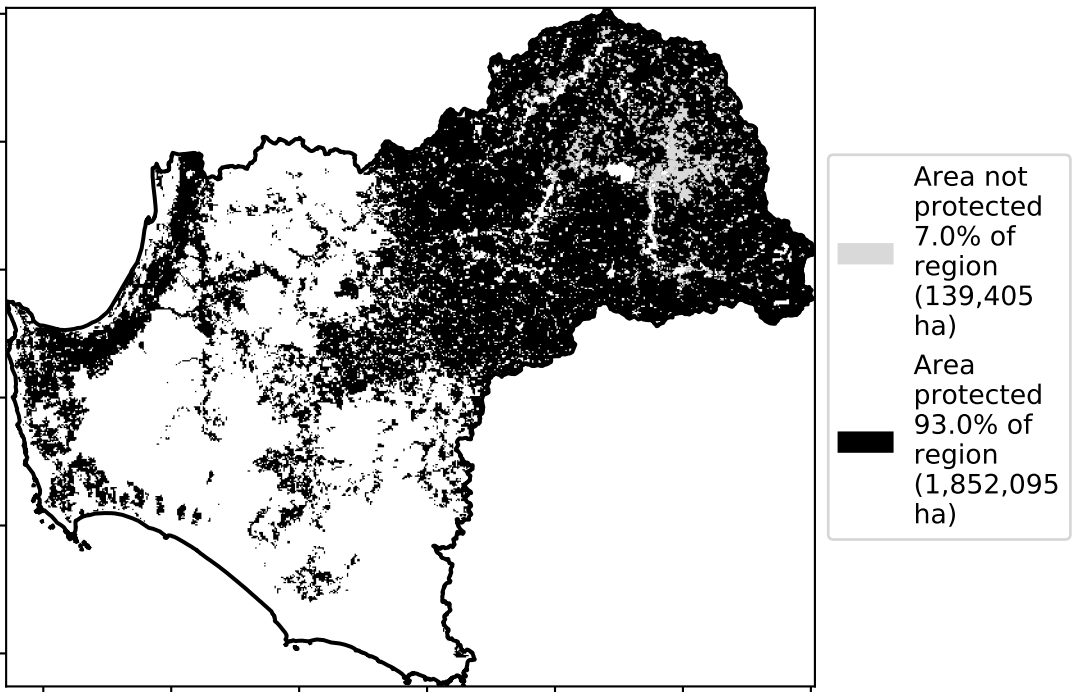 Area not
protected
7.0% of
region
(139,405
ha)
Area
protected
93.0% of
region
(1,852,095
ha)